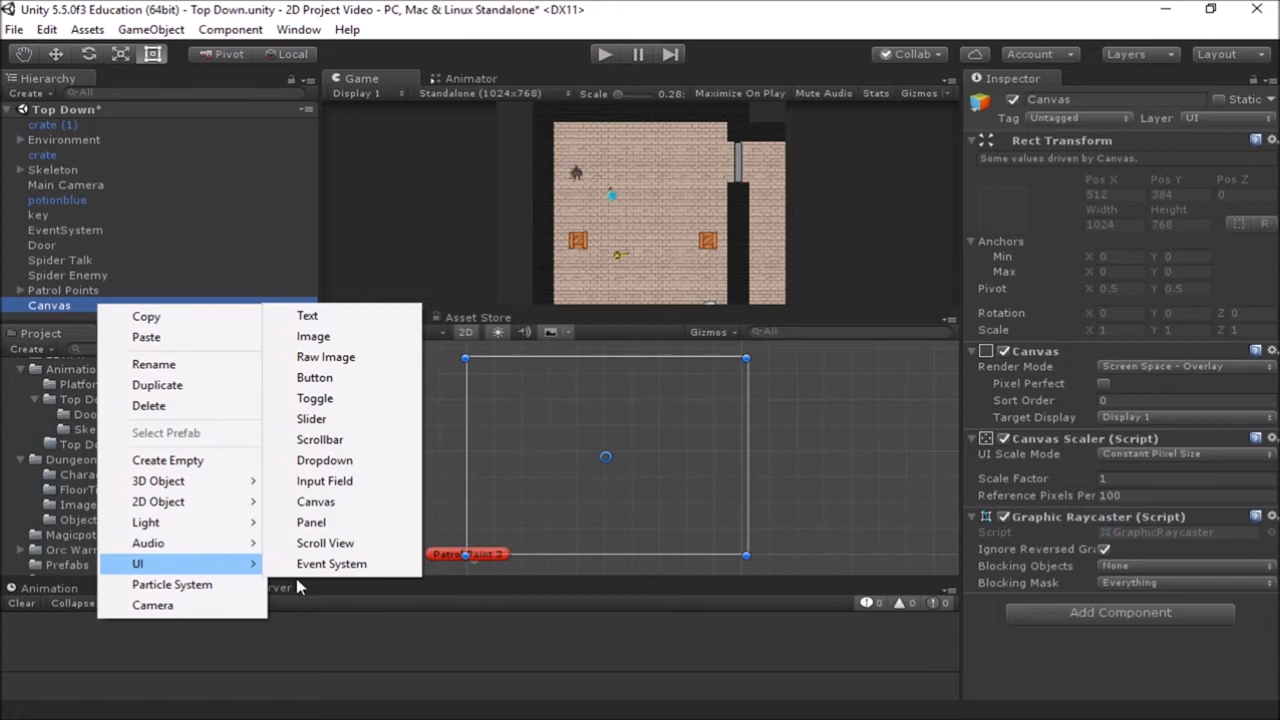 Unity 5.5.0f3 Education (64bit) - Top Down.unity - 2D Project Video - PC, Mac & Linux Standalone* <DX11>
File Edit Assets GameObject Component Window Help
Pivot Local Collab Account Layers Layout
Hierarchy
Create All
Top Down*
crate (1)
Environment
crate
Skeleton
Main Camera
potionblue
key
EventSystem
Door
Spider Talk
Spider Enemy
Patrol Points
Canvas
Project
Create
Animation
Platfor
Top Do
Doo
Ske
Top Do
Dungeon
Chara
FloorTi
Image
Object
Magicpot
Orc Warr
Prefabs
Copy
Paste
Rename
Duplicate
Delete
Select Prefab
Create Empty
3D Object
2D Object
Light
Audio
UI
Particle System
Camera
Text
Image
Raw Image
Button
Toggle
Slider
Scrollbar
Dropdown
Input Field
Canvas
Panel
Scroll View
Event System
Game Animator
Display 1 Standalone (1024x768) Scale 0.28: Maximize On Play Mute Audio Stats Gizmos
Asset Store
2D Gizmos All
Patrol Point 3
Animation rver
Clear Collapse 0 0 0
Inspector
Canvas Static
Tag Untagged Layer UI
Rect Transform
Some values driven by Canvas.
Pos X Pos Y Pos Z
512 384 0
Width Height
1024 768 R
Anchors
Min X 0 Y 0
Max X 0 Y 0
Pivot X 0.5 Y 0.5
Rotation X 0 Y 0 Z 0
Scale X 1 Y 1 Z 1
Canvas
Render Mode Screen Space - Overlay
Pixel Perfect
Sort Order 0
Target Display Display 1
Canvas Scaler (Script)
UI Scale Mode Constant Pixel Size
Scale Factor 1
Reference Pixels Per 100
Graphic Raycaster (Script)
Script GraphicRaycaster
Ignore Reversed Gra
Blocking Objects None
Blocking Mask Everything
Add Component